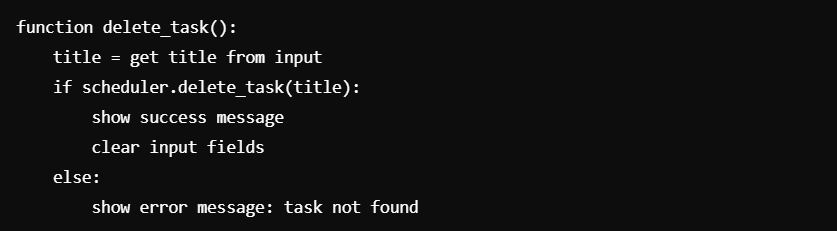 function delete_task():
    title = get title from input
    if scheduler.delete_task(title):
        show success message
        clear input fields
    else:
        show error message: task not found